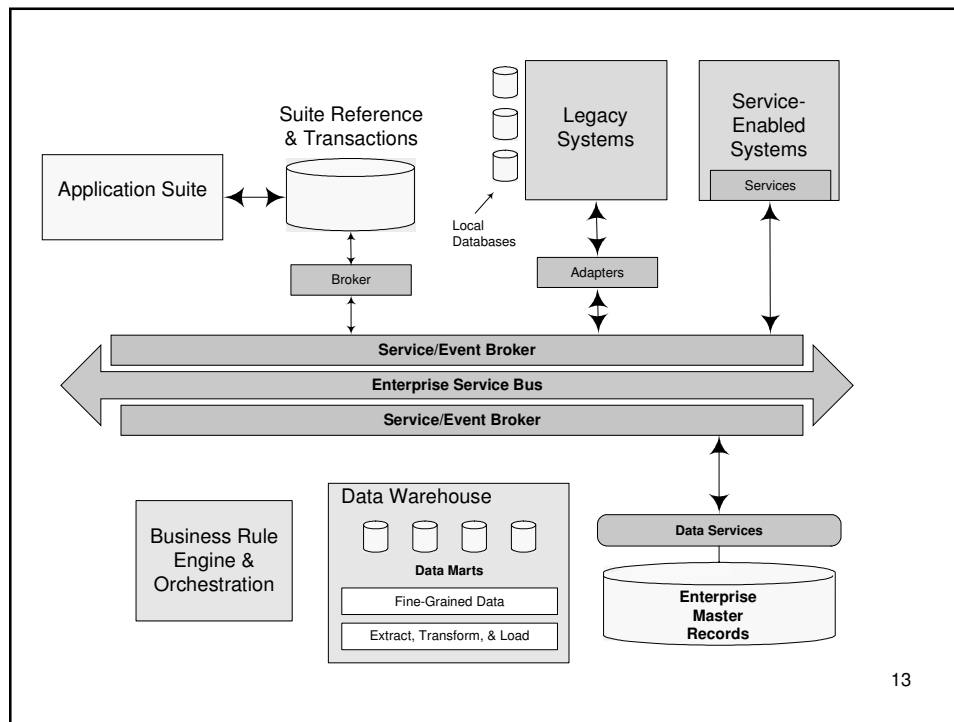 Suite Reference
& Transactions
Application Suite
Legacy
Systems
Service-
Enabled
Systems
Services
Local
Databases
Broker
Adapters
Service/Event Broker
Enterprise Service Bus
Service/Event Broker
Business Rule
Engine &
Orchestration
Data Warehouse
Data Marts
Fine-Grained Data
Extract, Transform, & Load
Data Services
Enterprise
Master
Records
13